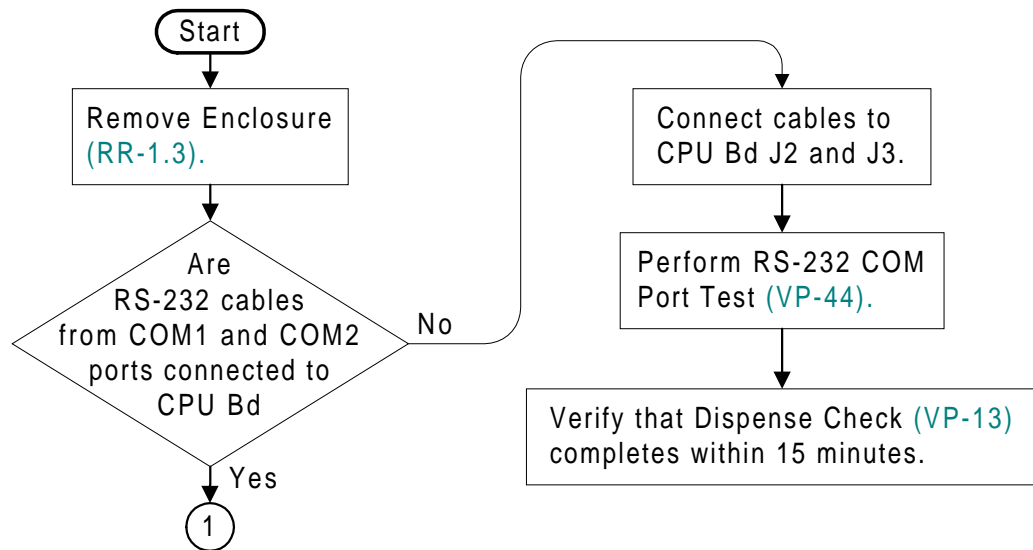 Start
Remove Enclosure
(RR-1.3).
Are
RS-232 cables
from COM1 and COM2
ports connected to
CPU Bd
No
Yes
1
Connect cables to
CPU Bd J2 and J3.
Perform RS-232 COM
Port Test (VP-44).
Verify that Dispense Check (VP-13)
completes within 15 minutes.